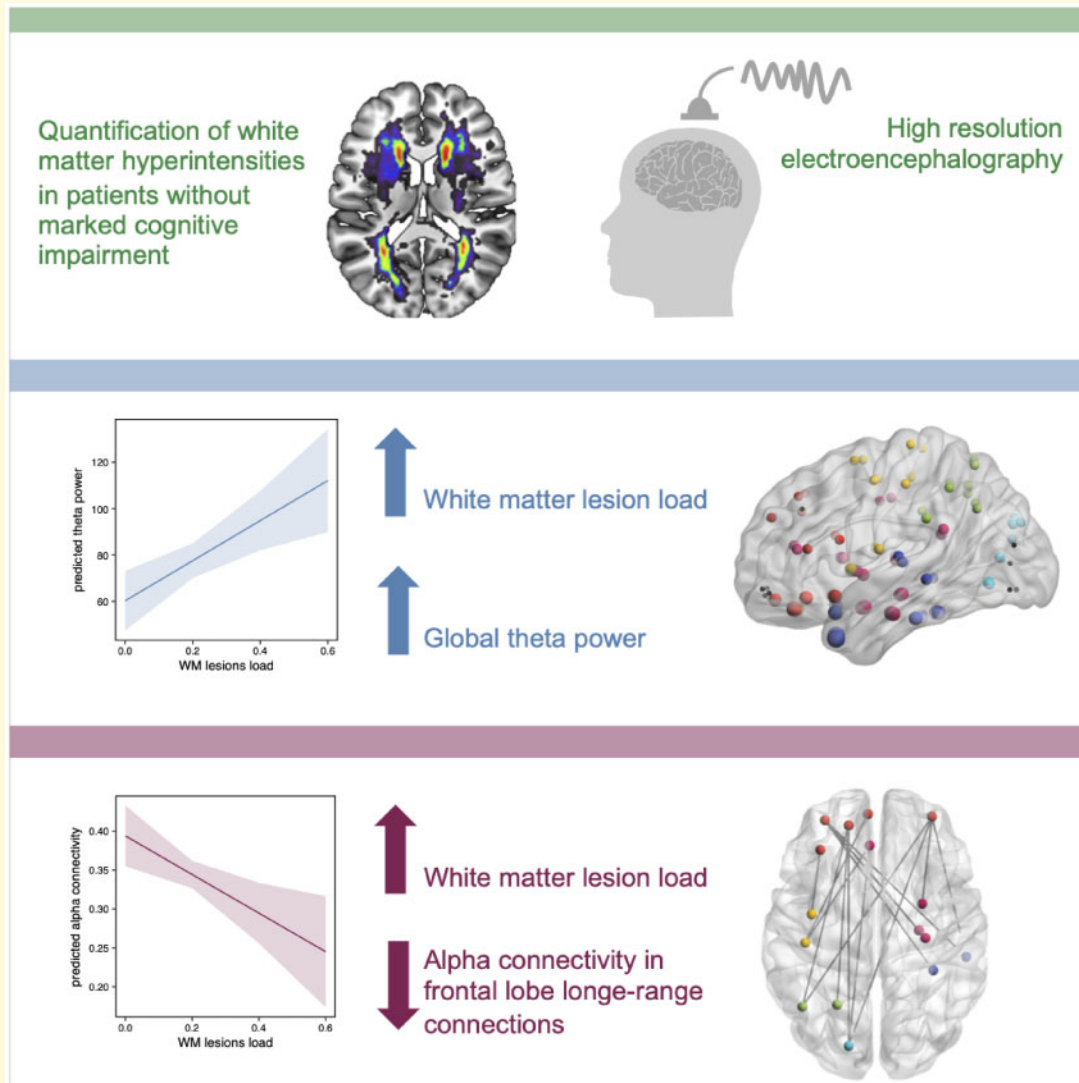 Quantification of white
matter hyperintensities
in patients without
marked cognitive
impairment
High resolution
electroencephalography
predicted theta power
120
100
80
60
0.0 0.2 0.4 0.6
WM lesions load
White matter lesion load
Global theta power
predicted alpha connectivity
0.40
0.35
0.30
0.25
0.20
0.0 0.2 0.4 0.6
WM lesions load
White matter lesion load
Alpha connectivity in
frontal lobe longe-range
connections